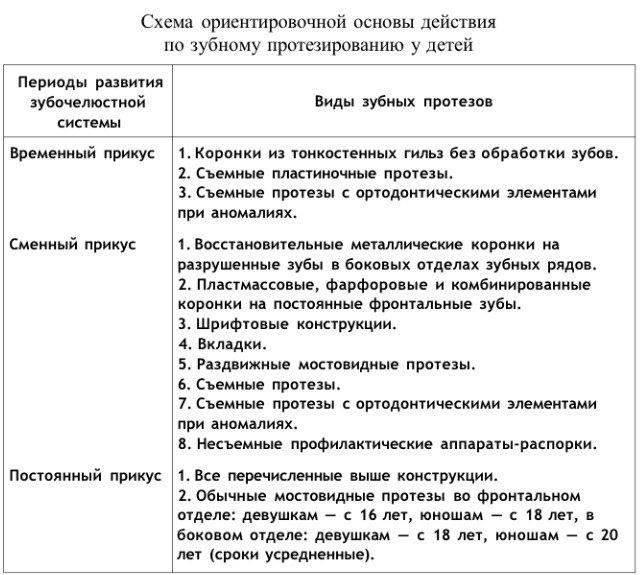 Схема ориентировочной основы действия
по зубному протезированию у детей
Периоды развития
зубочелюстной
системы
Виды зубных протезов
Временный прикус
1. Коронки из тонкостенных гильз без обработки зубов.
2. Съемные пластиночные протезы.
3. Съемные протезы с ортодонтическими элементами
при аномалиях.
Сменный прикус
1. Восстановительные металлические коронки на
разрушенные зубы в боковых отделах зубных рядов.
2. Пластмассовые, фарфоровые и комбинированные
коронки на постоянные фронтальные зубы.
3. Шрифтовые конструкции.
4. Вкладки.
5. Раздвижные мостовидные протезы.
6. Съемные протезы.
7. Съемные протезы с ортодонтическими элементами
при аномалиях.
8. Несъемные профилактические аппараты-распорки.
Постоянный прикус
1. Все перечисленные выше конструкции.
2. Обычные мостовидные протезы во фронтальном
отделе: девушкам — с 16 лет, юношам — с 18 лет, в
боковом отделе: девушкам — с 18 лет, юношам — с 20
лет (сроки усредненные).